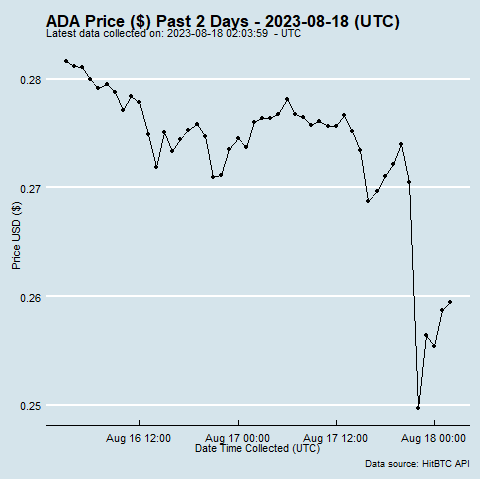 ADA Price ($) Past 2 Days - 2023-08-18 (UTC)
Latest data collected on: 2023-08-18 02:03:59 - UTC
0.28
0.27
0.26
0.25
Price USD ($)
Aug 16 12:00
Aug 17 00:00
Aug 17 12:00
Aug 18 00:00
Date Time Collected (UTC)
Data source: HitBTC API